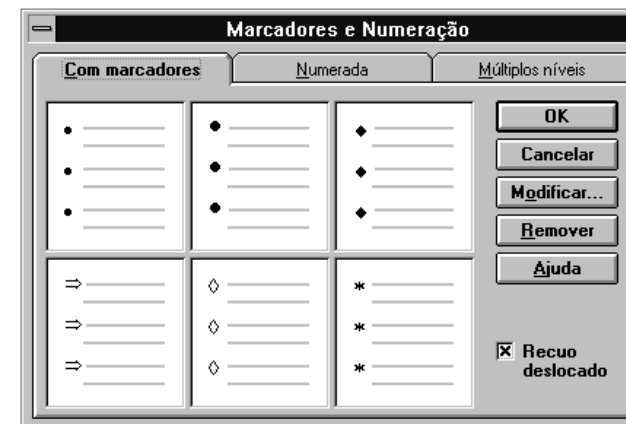 Marcadores e Numeração
Com marcadores
Numerada
Múltiplos níveis
OK
Cancelar
Modificar...
Remover
Ajuda
Recuo
deslocado